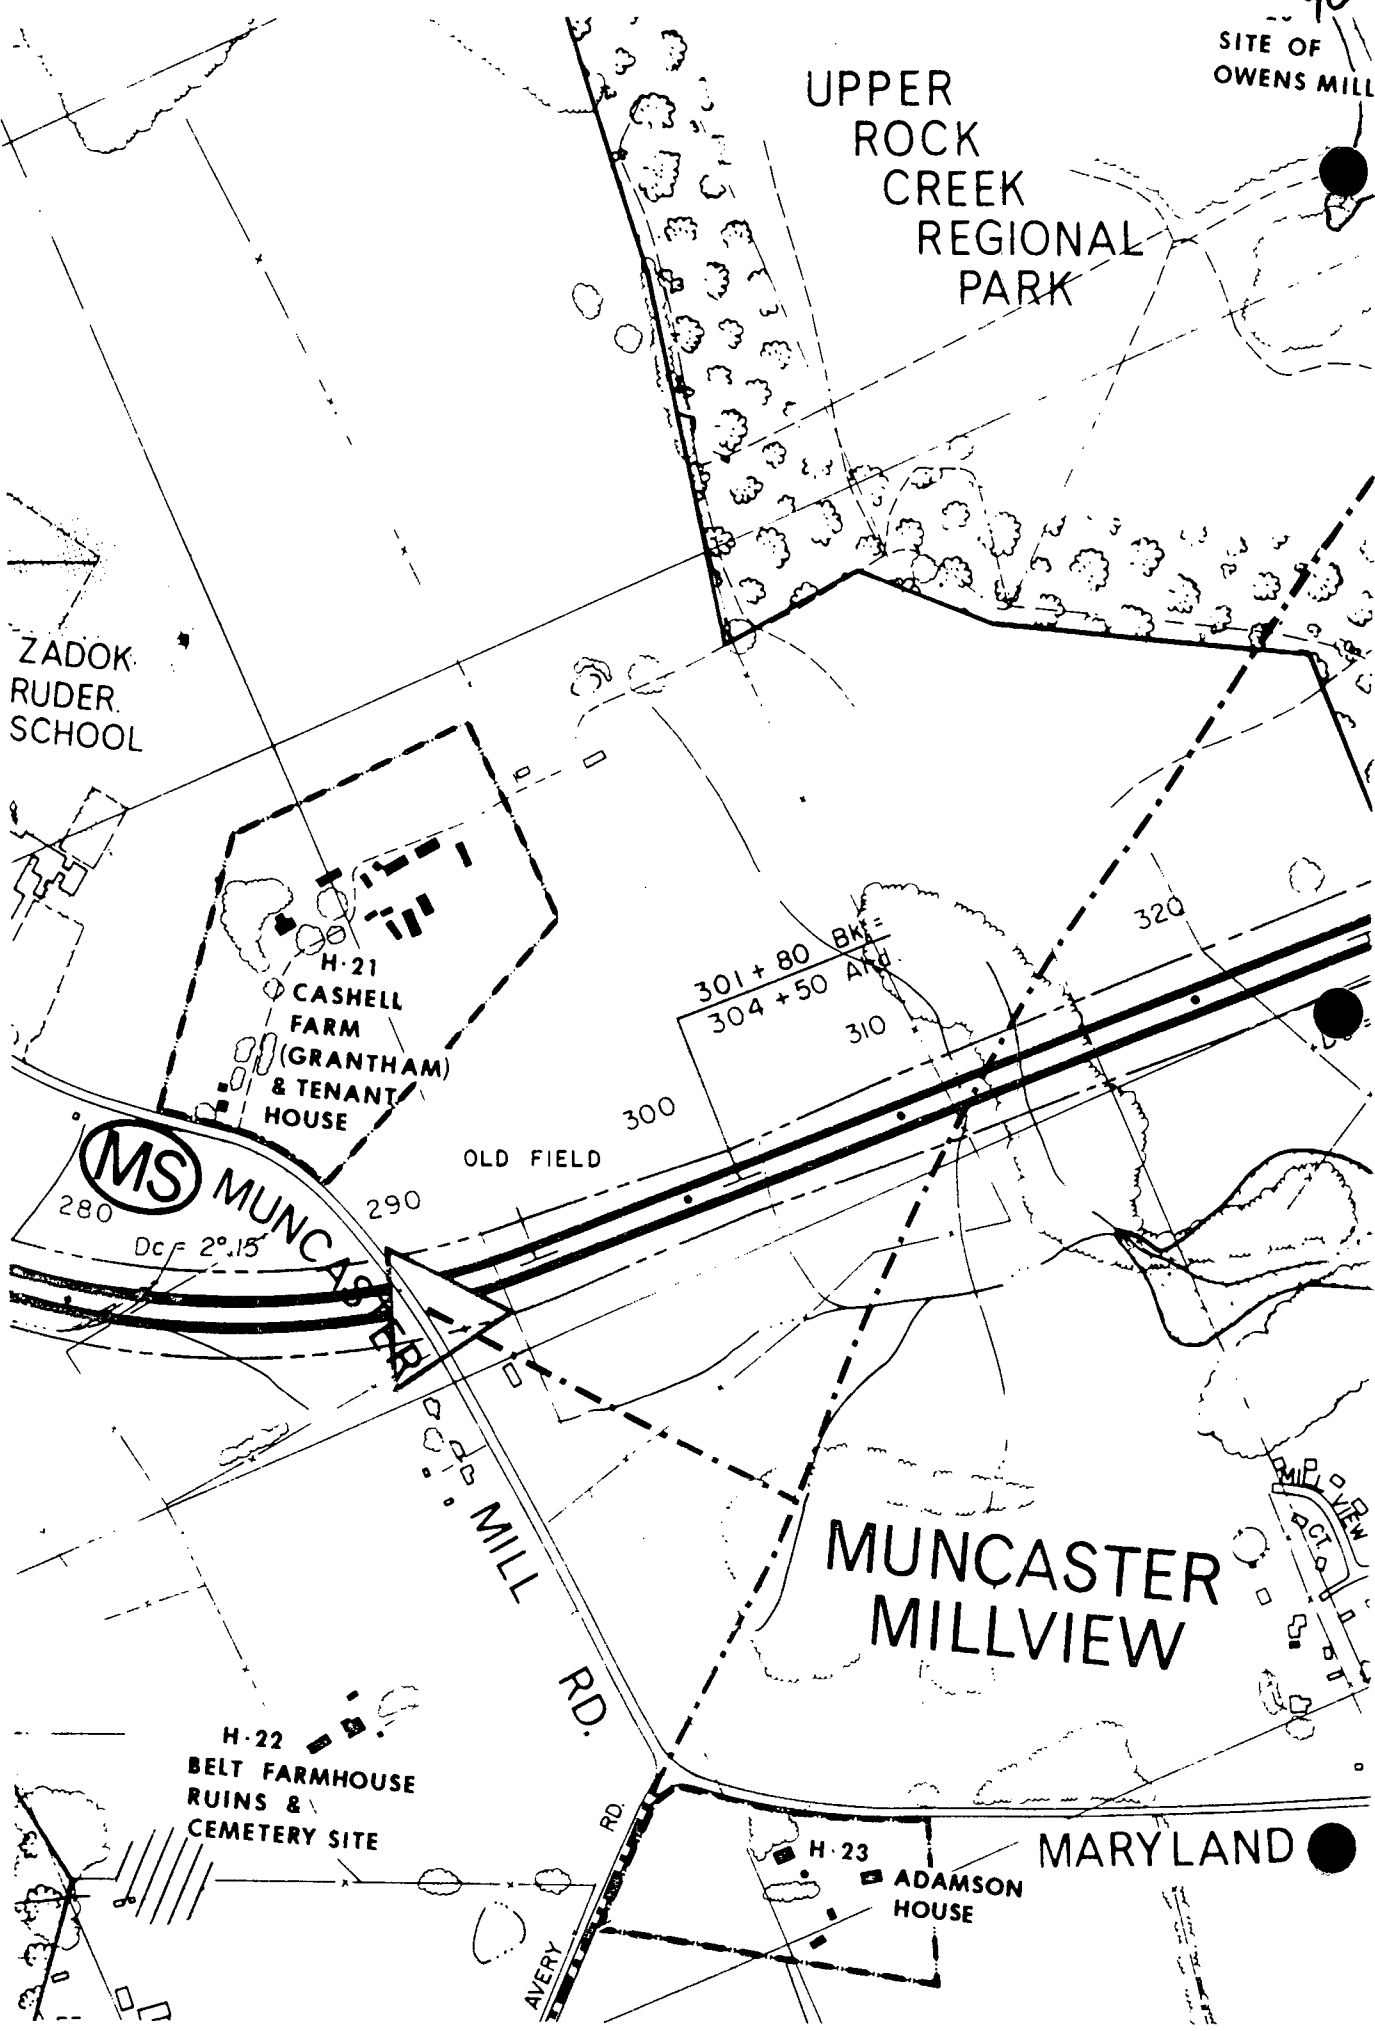 SITE OF
OWENS MILL
UPPER
ROCK
CREEK
REGIONAL
PARK
ZADOK
RUDER.
SCHOOL
H·21
CASHELL
FARM
(GRANTHAM)
& TENANT
HOUSE
301 + 80 BK =
304 + 50 AHd.
320
310
300
OLD FIELD
290
280
MS
Dc = 2°.15'
MUNCASTER
MILL
RD.
MUNCASTER
MILLVIEW
MILL VIEW
CT.
H·22
BELT FARMHOUSE
RUINS &
CEMETERY SITE
AVERY
RD.
H·23
ADAMSON
HOUSE
MARYLAND